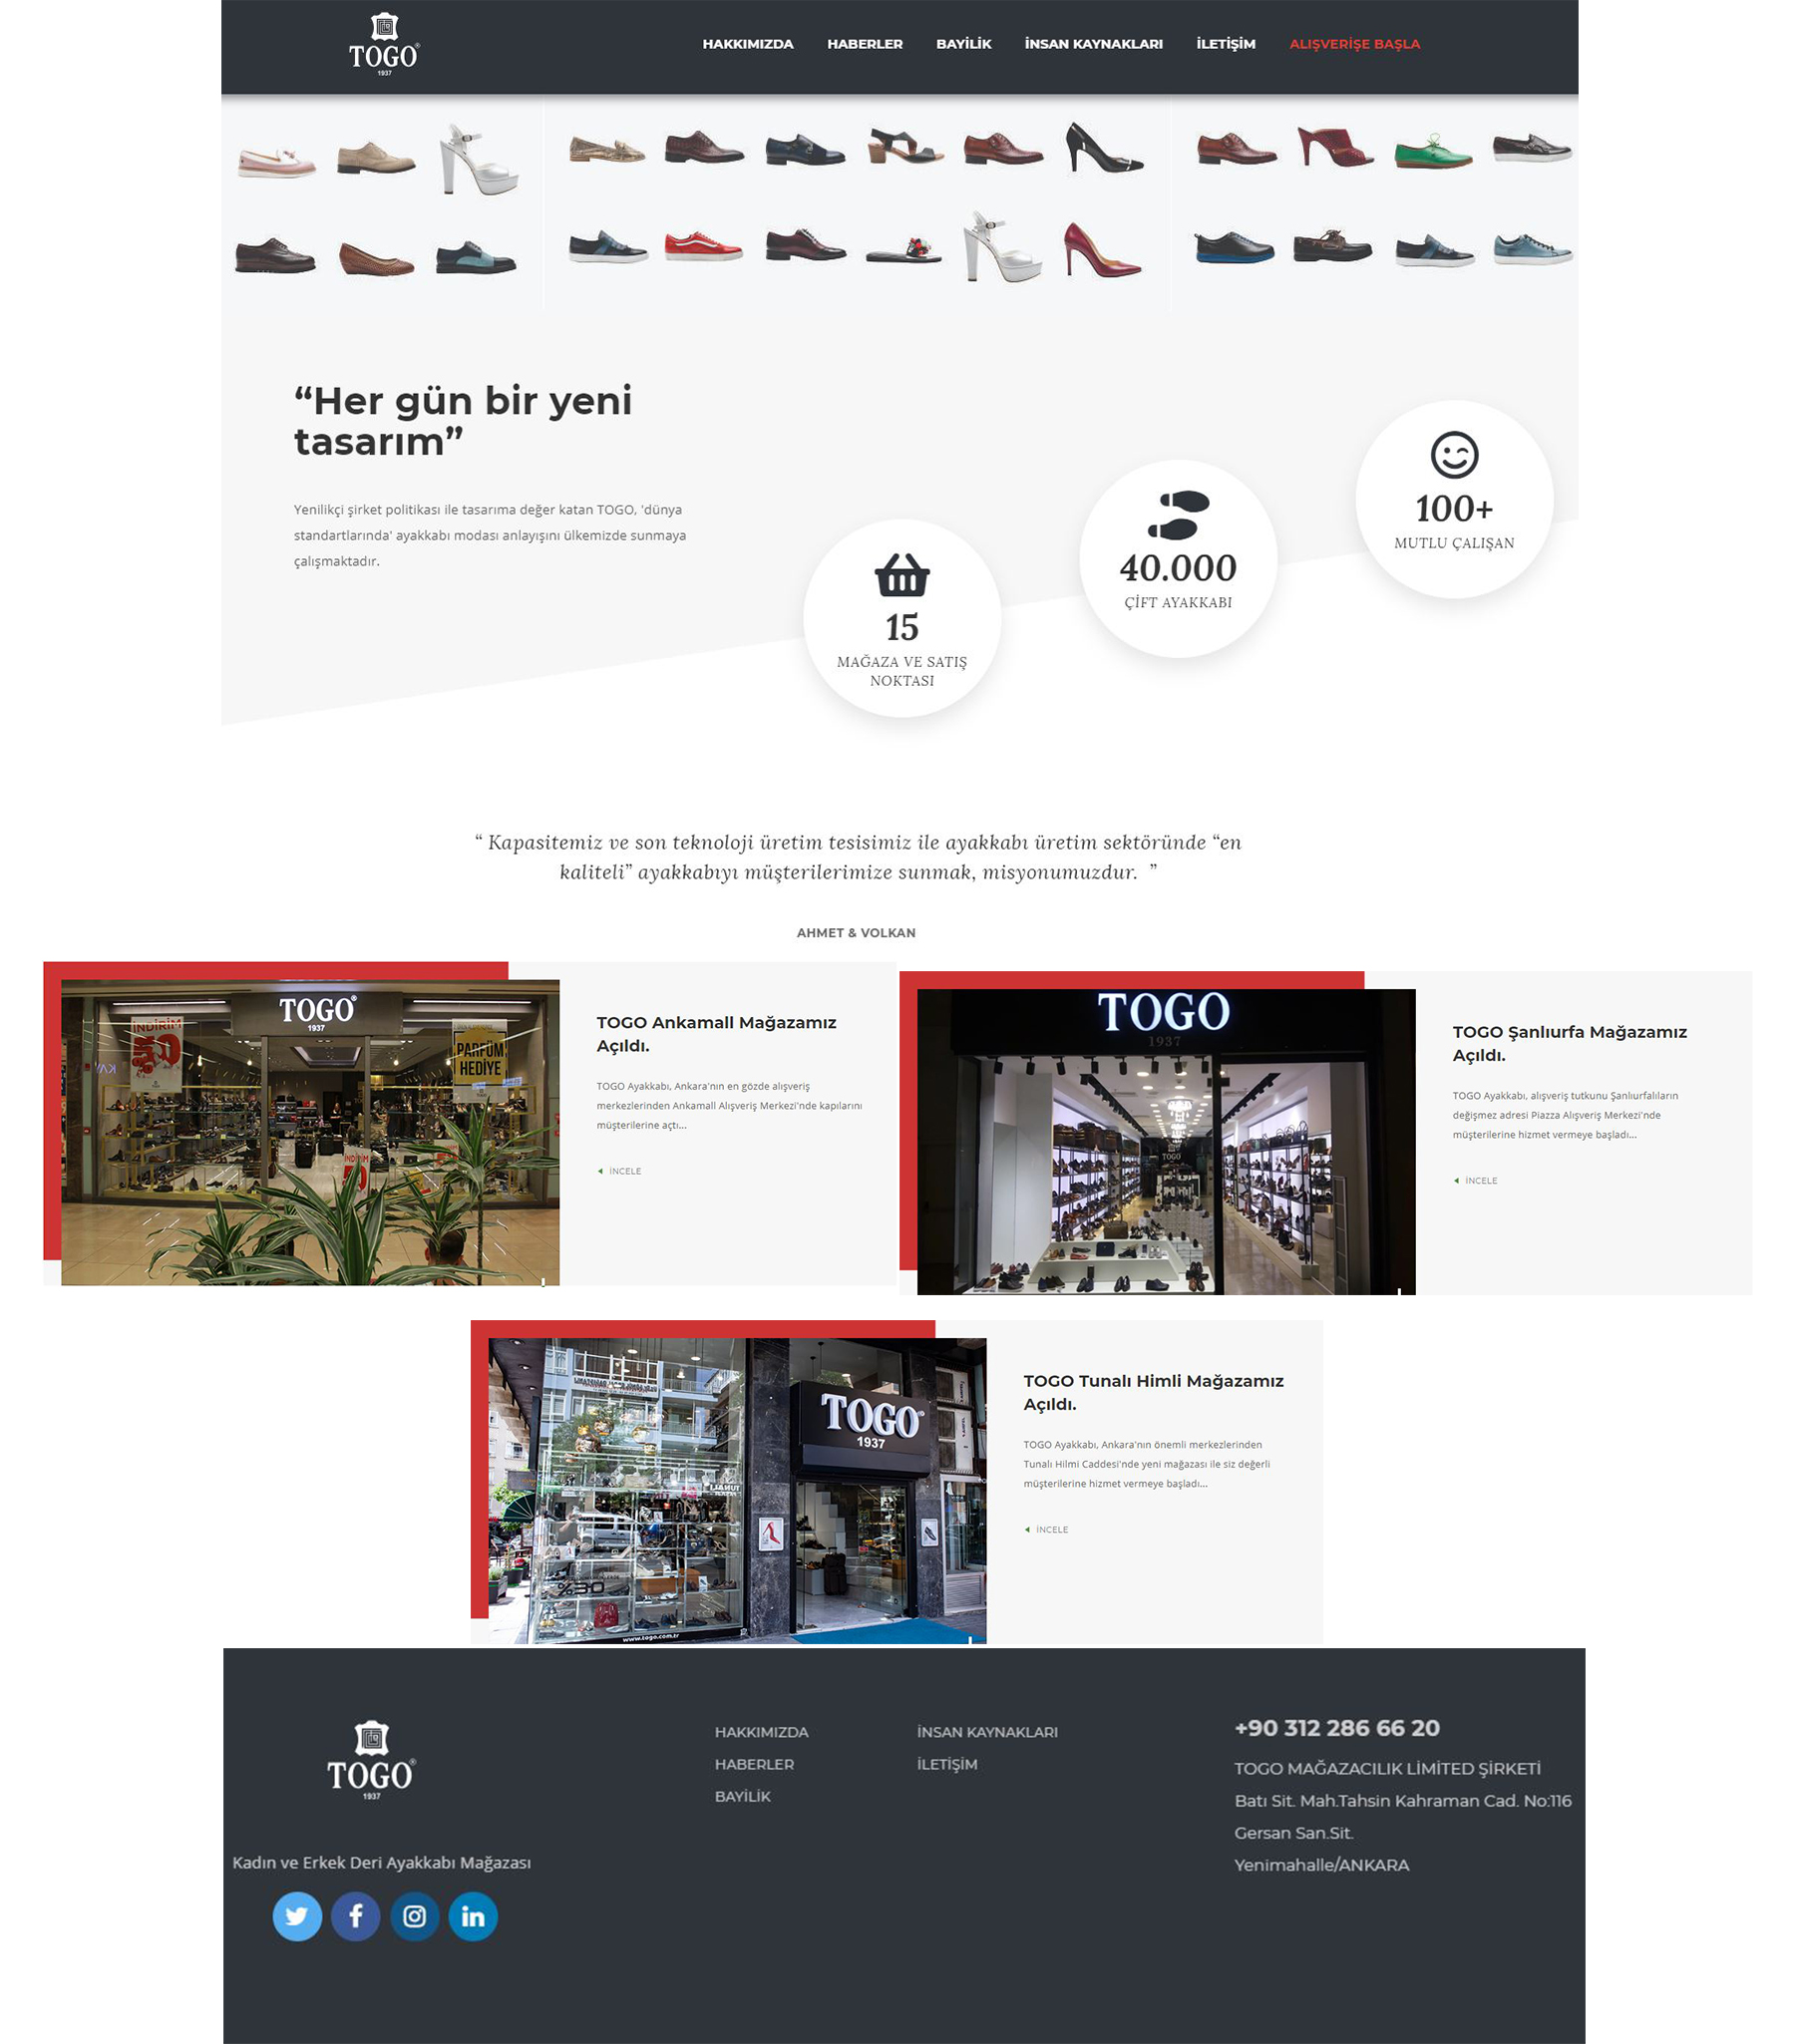 TOGO®
1937
HAKKIMIZDA
HABERLER
BAYİLİK
İNSAN KAYNAKLARI
İLETİŞİM
ALIŞVERİŞE BAŞLA
“Her gün bir yeni
tasarım”
Yenilikçi şirket politikası ile tasarıma değer katan TOGO, 'dünya
standartlarında' ayakkabı modası anlayışını ülkemizde sunmaya
çalışmaktadır.
15
MAĞAZA VE SATIŞ
NOKTASI
40.000
ÇİFT AYAKKABI
100+
MUTLU ÇALIŞAN
“ Kapasitemiz ve son teknoloji üretim tesisimiz ile ayakkabı üretim sektöründe “en
kaliteli” ayakkabıyı müşterilerimize sunmak, misyonumuzdur. ”
AHMET & VOLKAN
TOGO®
1937
İNDİRİM
PARFÜM
HEDİYE
İNDİRİM
TOGO Ankamall Mağazamız
Açıldı.
TOGO Ayakkabı, Ankara'nın en gözde alışveriş
merkezlerinden Ankamall Alışveriş Merkezi'nde kapılarını
müşterilerine açtı...
İNCELE
TOGO
1937
TOGO
TOGO Şanlıurfa Mağazamız
Açıldı.
TOGO Ayakkabı, alışveriş tutkunu Şanlıurfalıların
değişmez adresi Piazza Alışveriş Merkezi'nde
müşterilerine hizmet vermeye başladı...
İNCELE
TOGO®
1937
%30
www.togo.com.tr
TOGO Tunalı Himli Mağazamız
Açıldı.
TOGO Ayakkabı, Ankara'nın önemli merkezlerinden
Tunalı Hilmi Caddesi'nde yeni mağazası ile siz değerli
müşterilerine hizmet vermeye başladı...
İNCELE
TOGO®
1937
Kadın ve Erkek Deri Ayakkabı Mağazası
HAKKIMIZDA
HABERLER
BAYİLİK
İNSAN KAYNAKLARI
İLETİŞİM
+90 312 286 66 20
TOGO MAĞAZACILIK LİMİTED ŞİRKETİ
Batı Sit. Mah.Tahsin Kahraman Cad. No:116
Gersan San.Sit.
Yenimahalle/ANKARA